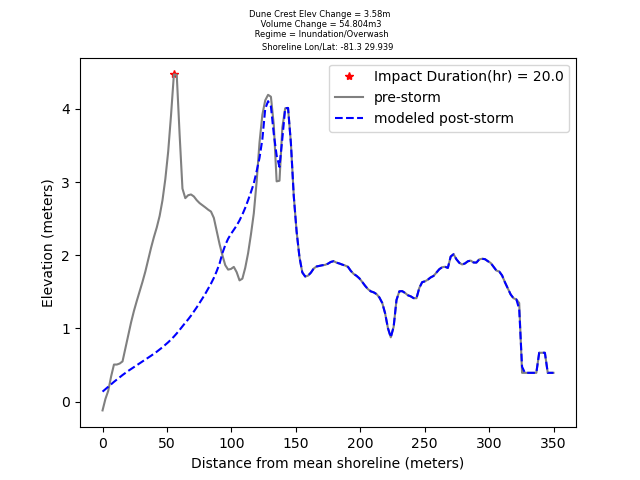 Dune Crest Elev Change = 3.58m
Volume Change = 54.804m3
Regime = Inundation/Overwash
Shoreline Lon/Lat: -81.3 29.939
Impact Duration(hr) = 20.0
pre-storm
modeled post-storm
Elevation (meters)
4
3
2
1
0
0 50 100 150 200 250 300 350
Distance from mean shoreline (meters)